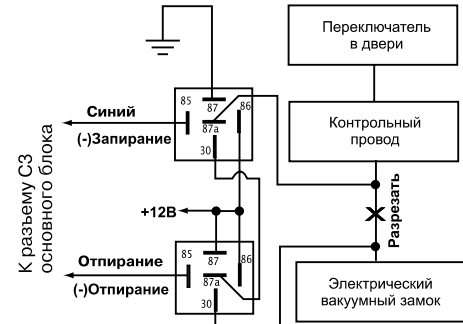 Переключатель
в двери
85
87
86
87a
30
Синий
(-)Запирание
Контрольный
провод
К разъему С3
основного блока
Разрезать
+12В
Отпирание
(-)Отпирание
85
87
86
87a
30
Электрический
вакуумный замок